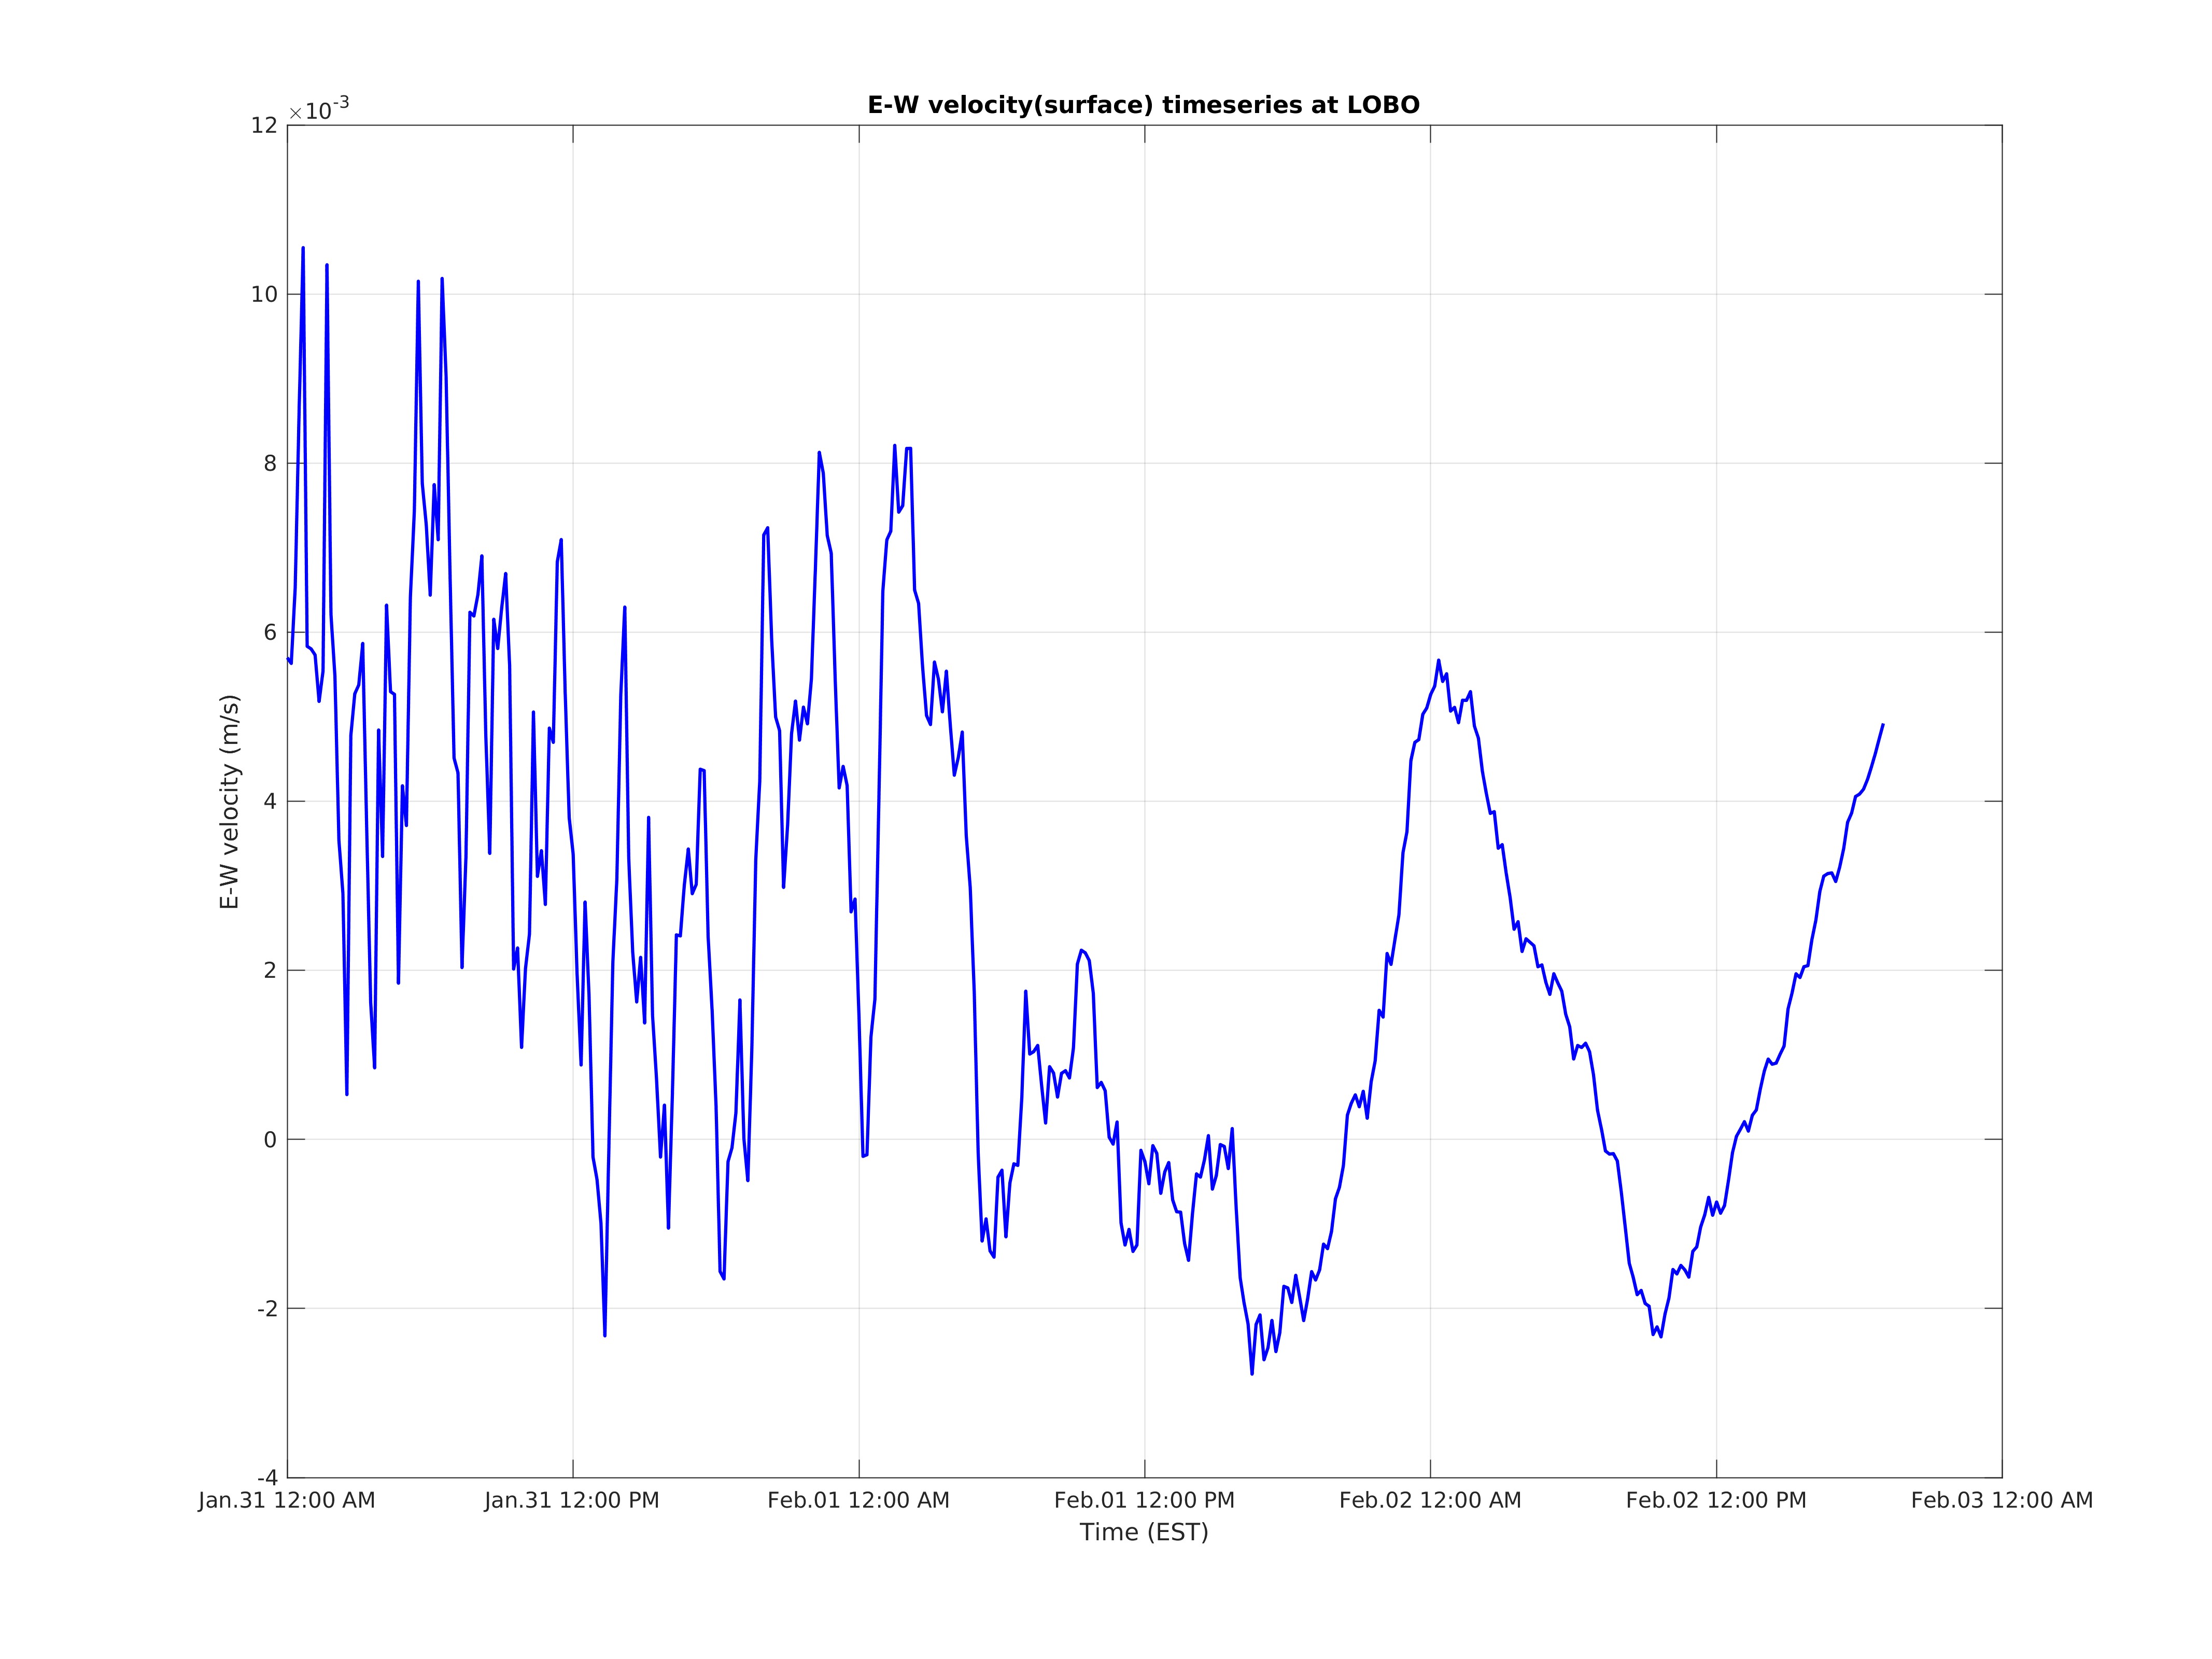 E-W velocity(surface) timeseries at LOBO
×10-3
12
10
8
6
4
2
0
-2
-4
E-W velocity (m/s)
Jan.31 12:00 AM Jan.31 12:00 PM Feb.01 12:00 AM Feb.01 12:00 PM Feb.02 12:00 AM Feb.02 12:00 PM Feb.03 12:00 AM
Time (EST)